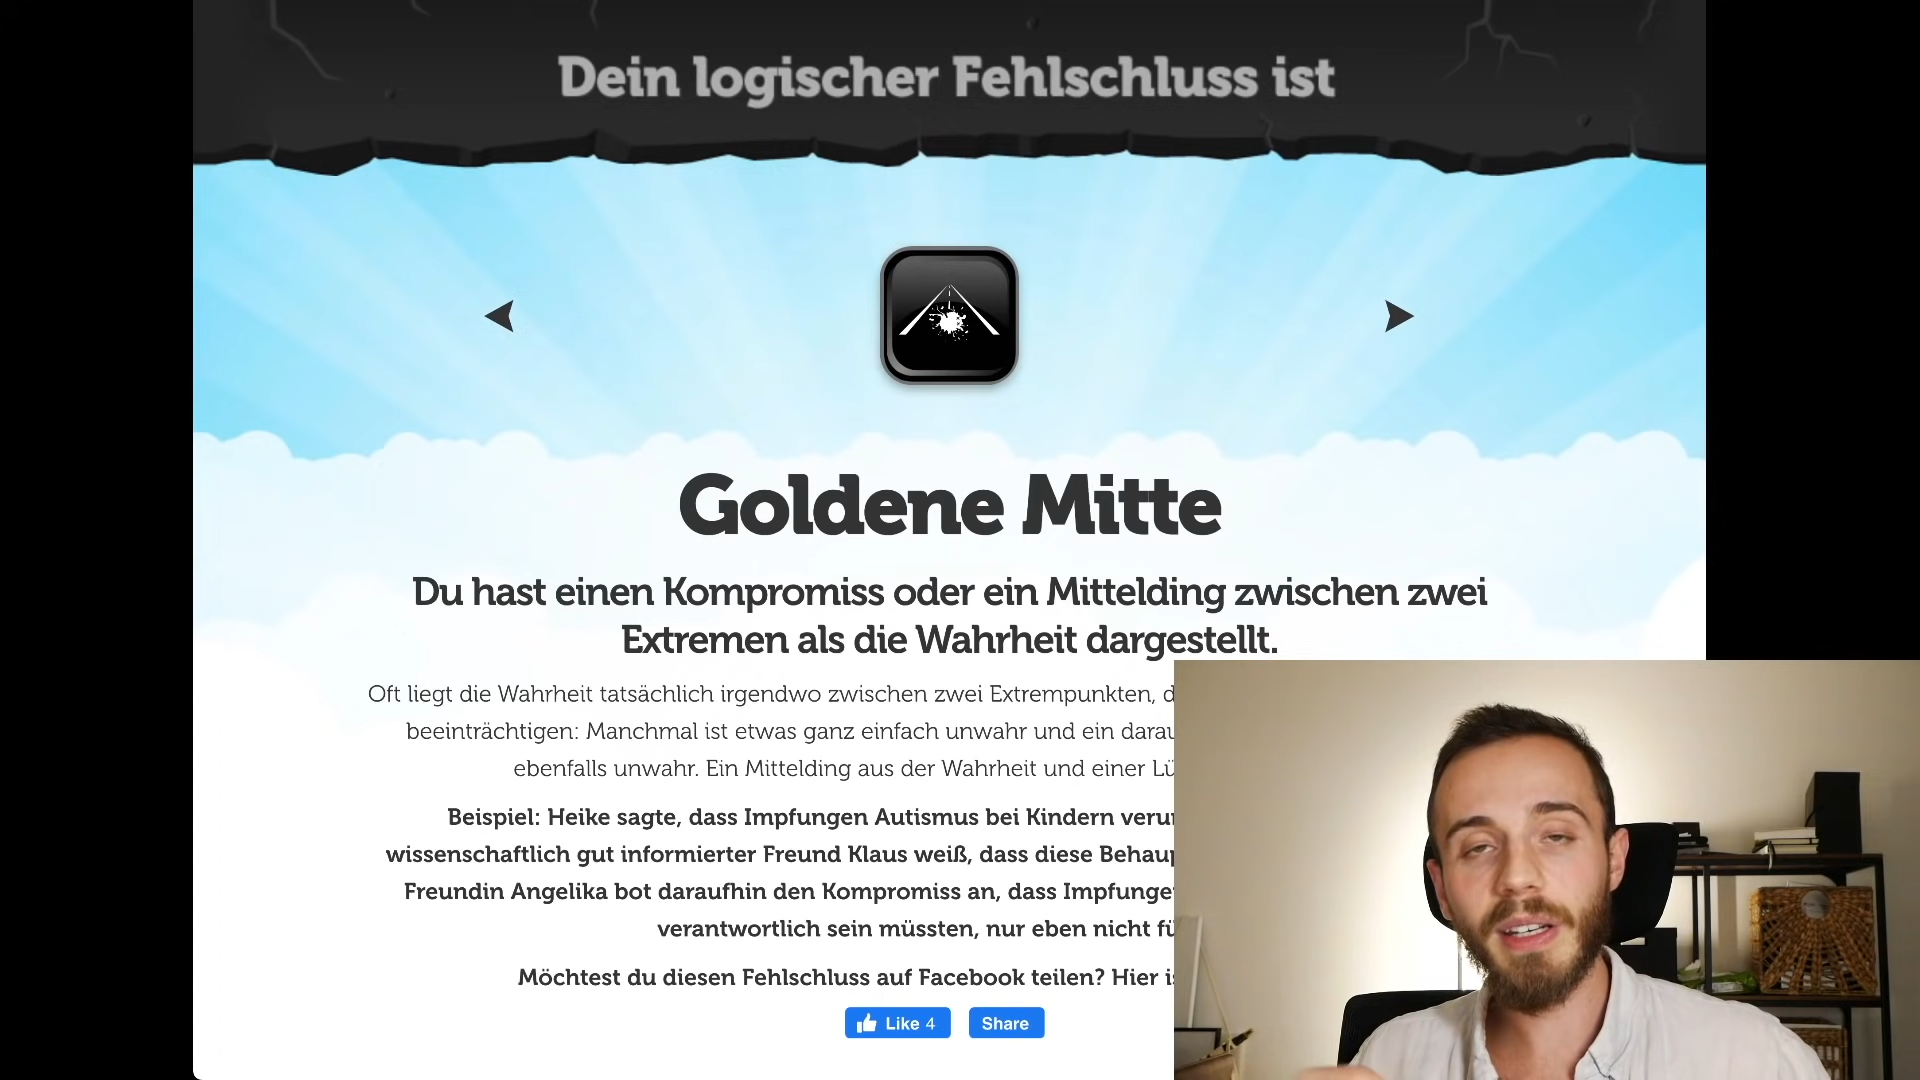 Dein logischer Fehlschluss ist
Goldene Mitte
Du hast einen Kompromiss oder ein Mittelding zwischen zwei
Extremen als die Wahrheit dargestellt.
Oft liegt die Wahrheit tatsächlich irgendwo zwischen zwei Extrempunkten,
beeinträchtigen: Manchmal ist etwas ganz einfach unwahr und ein
ebenfalls unwahr. Ein Mittelding aus der Wahrheit und einer
Beispiel: Heike sagte, dass Impfungen Autismus bei Kindern
wissenschaftlich gut informierter Freund Klaus weiß, dass diese
Freundin Angelika bot daraufhin den Kompromiss an, dass
verantwortlich sein müssten, nur eben nicht
Möchtest du diesen Fehlschluss auf Facebook teilen? Hier
Like 4
Share